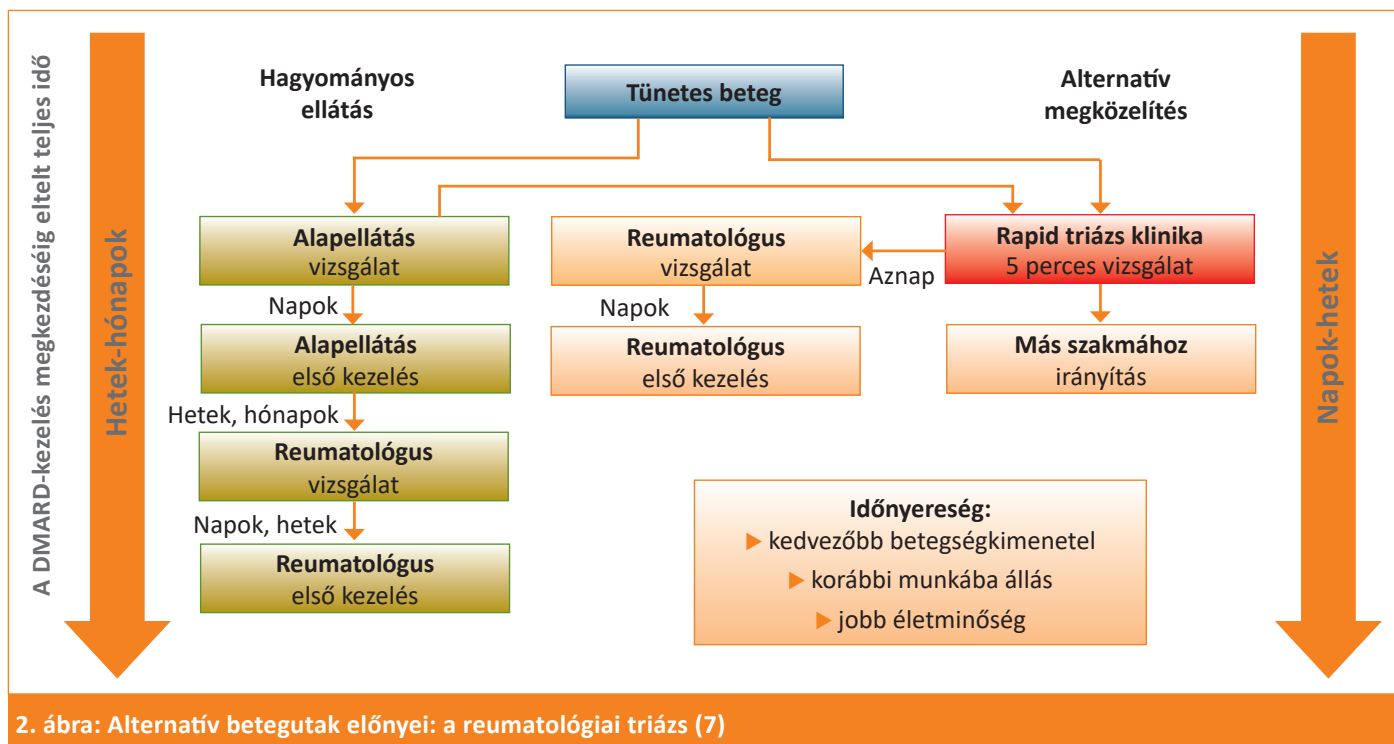 A DMARD-kezelés megkezdéséig eltelt teljes idő
Hetek-hónapok
Hagyományos
ellátás
Tünetes beteg
Alternatív
megközelítés
Alapellátás
vizsgálat
Napok
Alapellátás
első kezelés
Hetek, hónapok
Reumatológus
vizsgálat
Napok, hetek
Reumatológus
első kezelés
Reumatológus
vizsgálat
Napok
Reumatológus
első kezelés
Aznap
Rapid triázs klinika
5 perces vizsgálat
Más szakmához
irányítás
Időnyereség:
▶ kedvezőbb betegségkimenetel
▶ korábbi munkába állás
▶ jobb életminőség
Napok-hetek
2. ábra: Alternatív betegutak előnyei: a reumatológiai triázs (7)